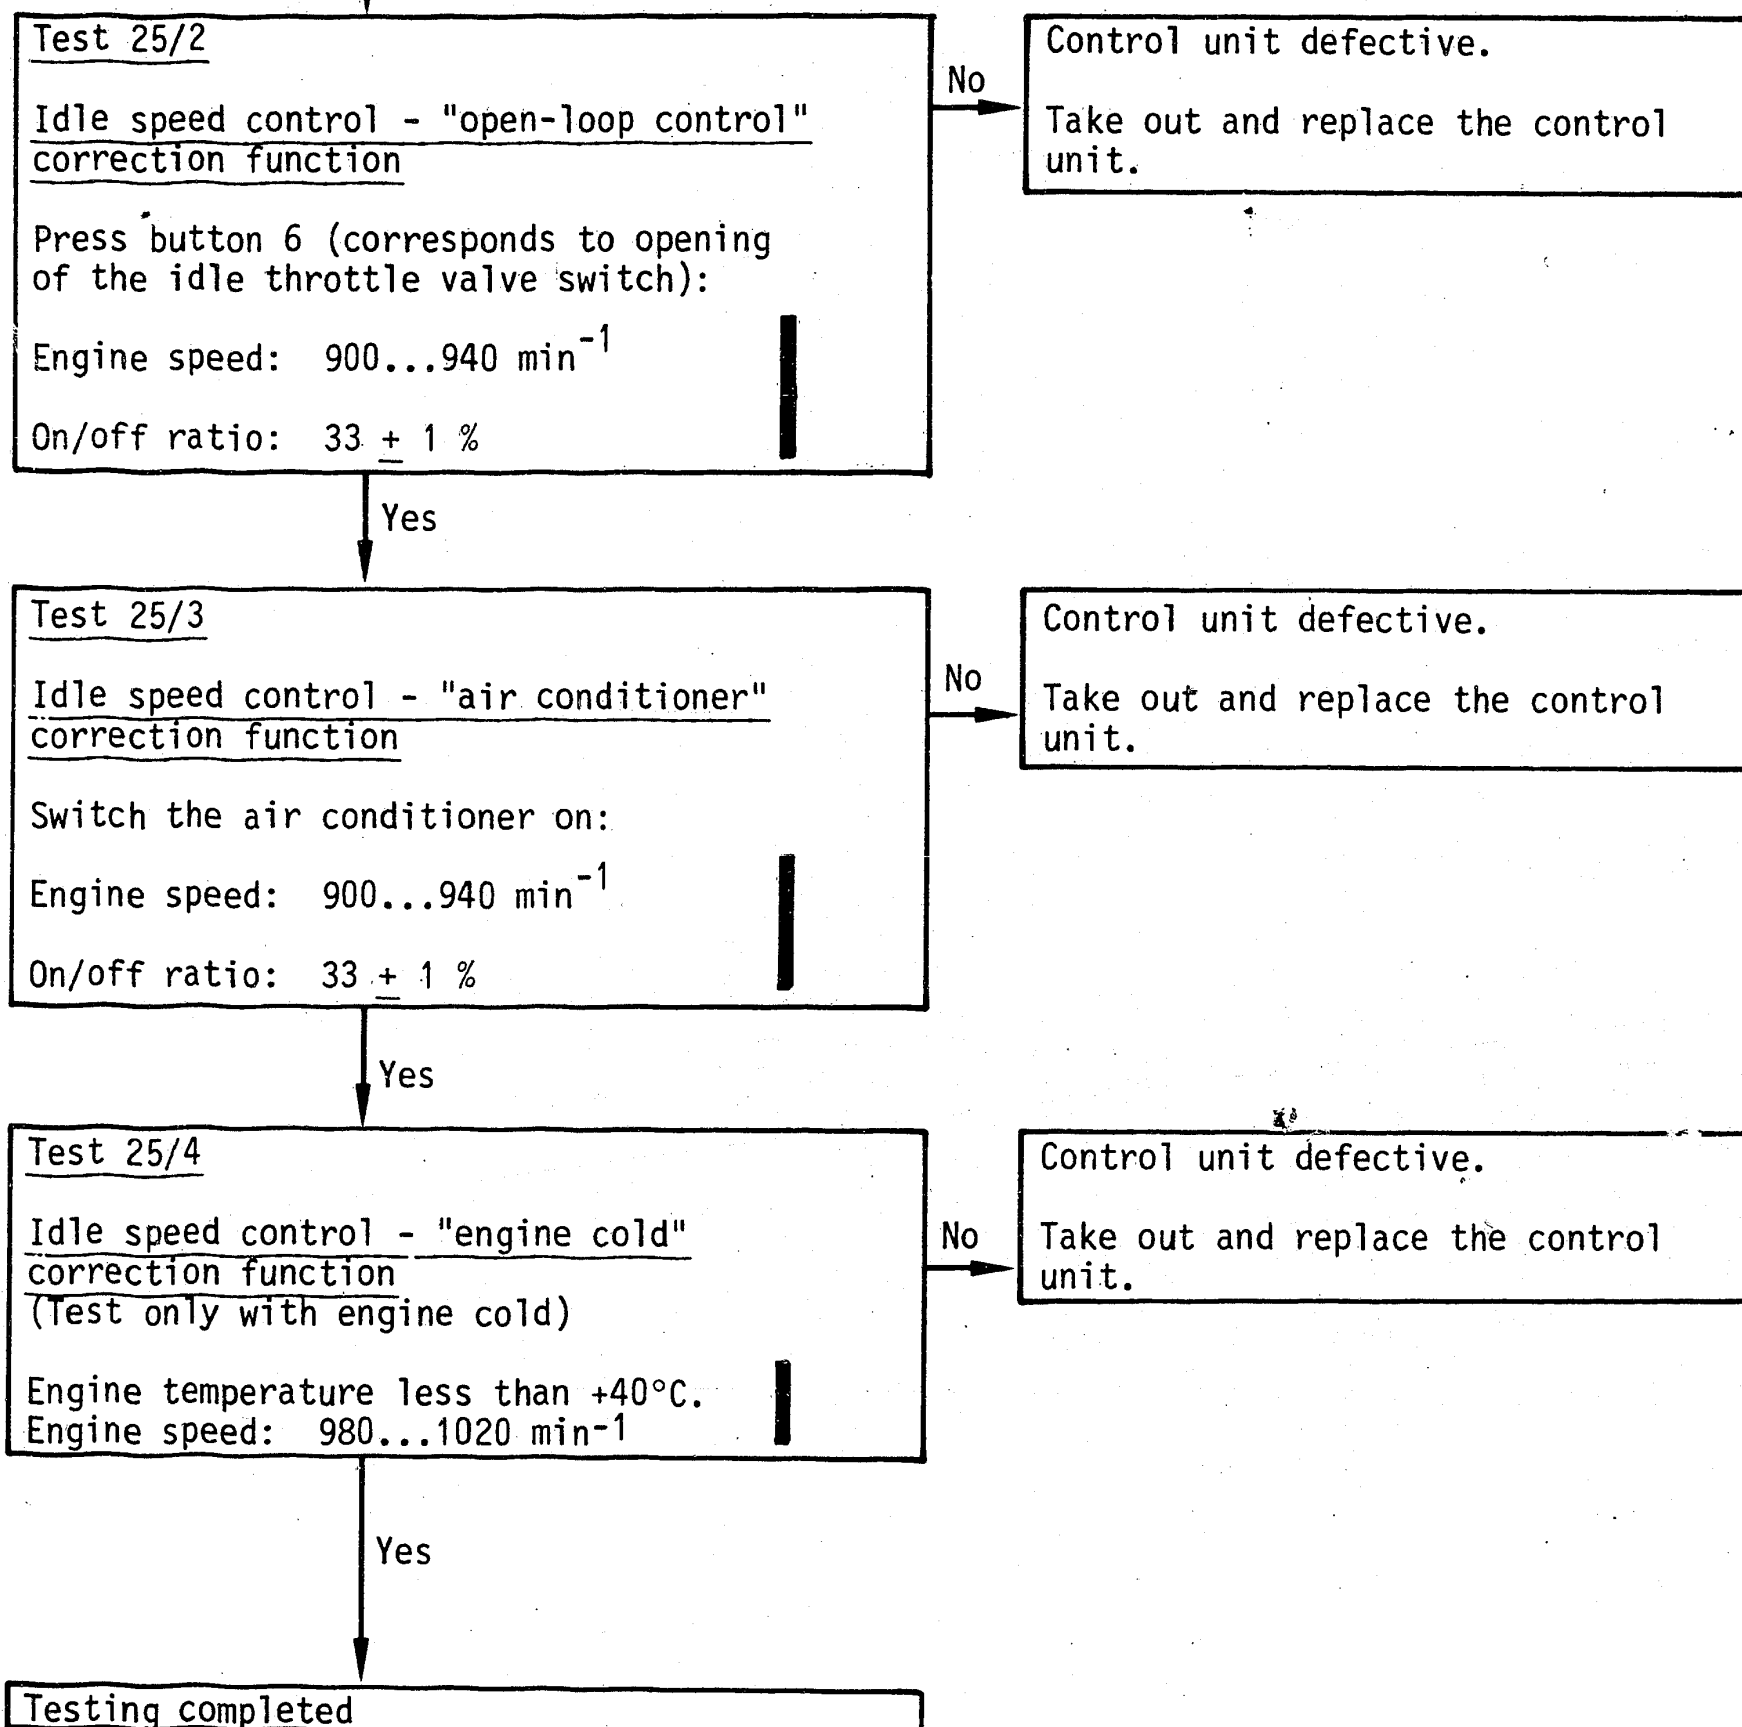 Test 25/2
Idle speed control - "open-loop control"
correction function
Press button 6 (corresponds to opening
of the idle throttle valve switch):
Engine speed: 900...940 min-1
On/off ratio: 33 ± 1 %
No
Control unit defective.
Take out and replace the control
unit.
Yes
Test 25/3
Idle speed control - "air conditioner"
correction function
Switch the air conditioner on:
Engine speed: 900...940 min-1
On/off ratio: 33 ± 1 %
No
Control unit defective.
Take out and replace the control
unit.
Yes
Test 25/4
Idle speed control - "engine cold"
correction function
(Test only with engine cold)
Engine temperature less than +40°C.
Engine speed: 980...1020 min-1
No
Control unit defective.
Take out and replace the control
unit.
Yes
Testing completed